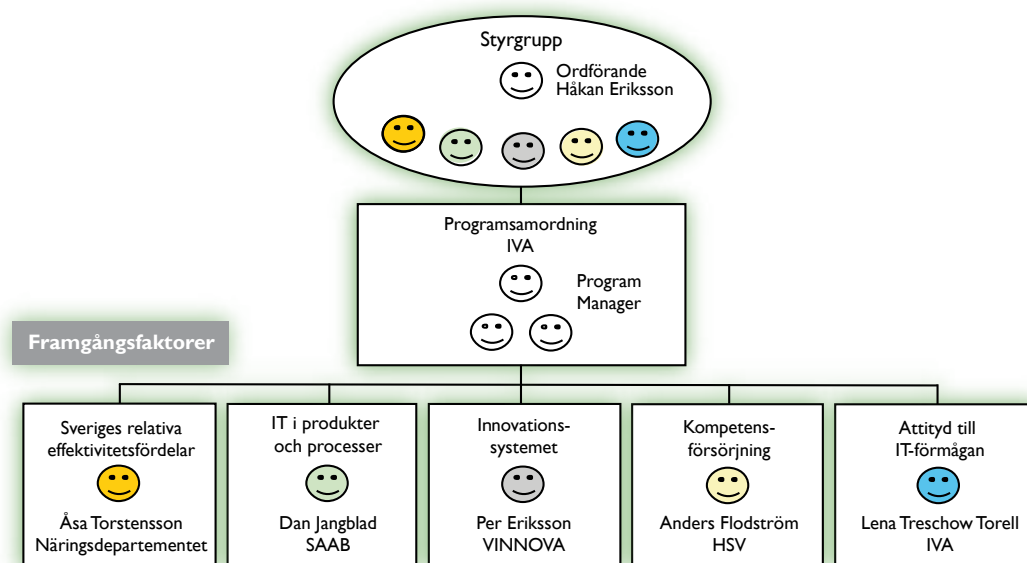 Styrgrupp
Ordförande
Håkan Eriksson
Programsamordning
IVA
Program
Manager
Framgångsfaktorer
Sveriges relativa
effektivitetsfördelar
Åsa Torstensson
Näringsdepartementet
IT i produkter
och processer
Dan Jangblad
SAAB
Innovations-
systemet
Per Eriksson
VINNOVA
Kompetens-
försörjning
Anders Flodström
HSV
Attityd till
IT-förmågan
Lena Treschow Torell
IVA